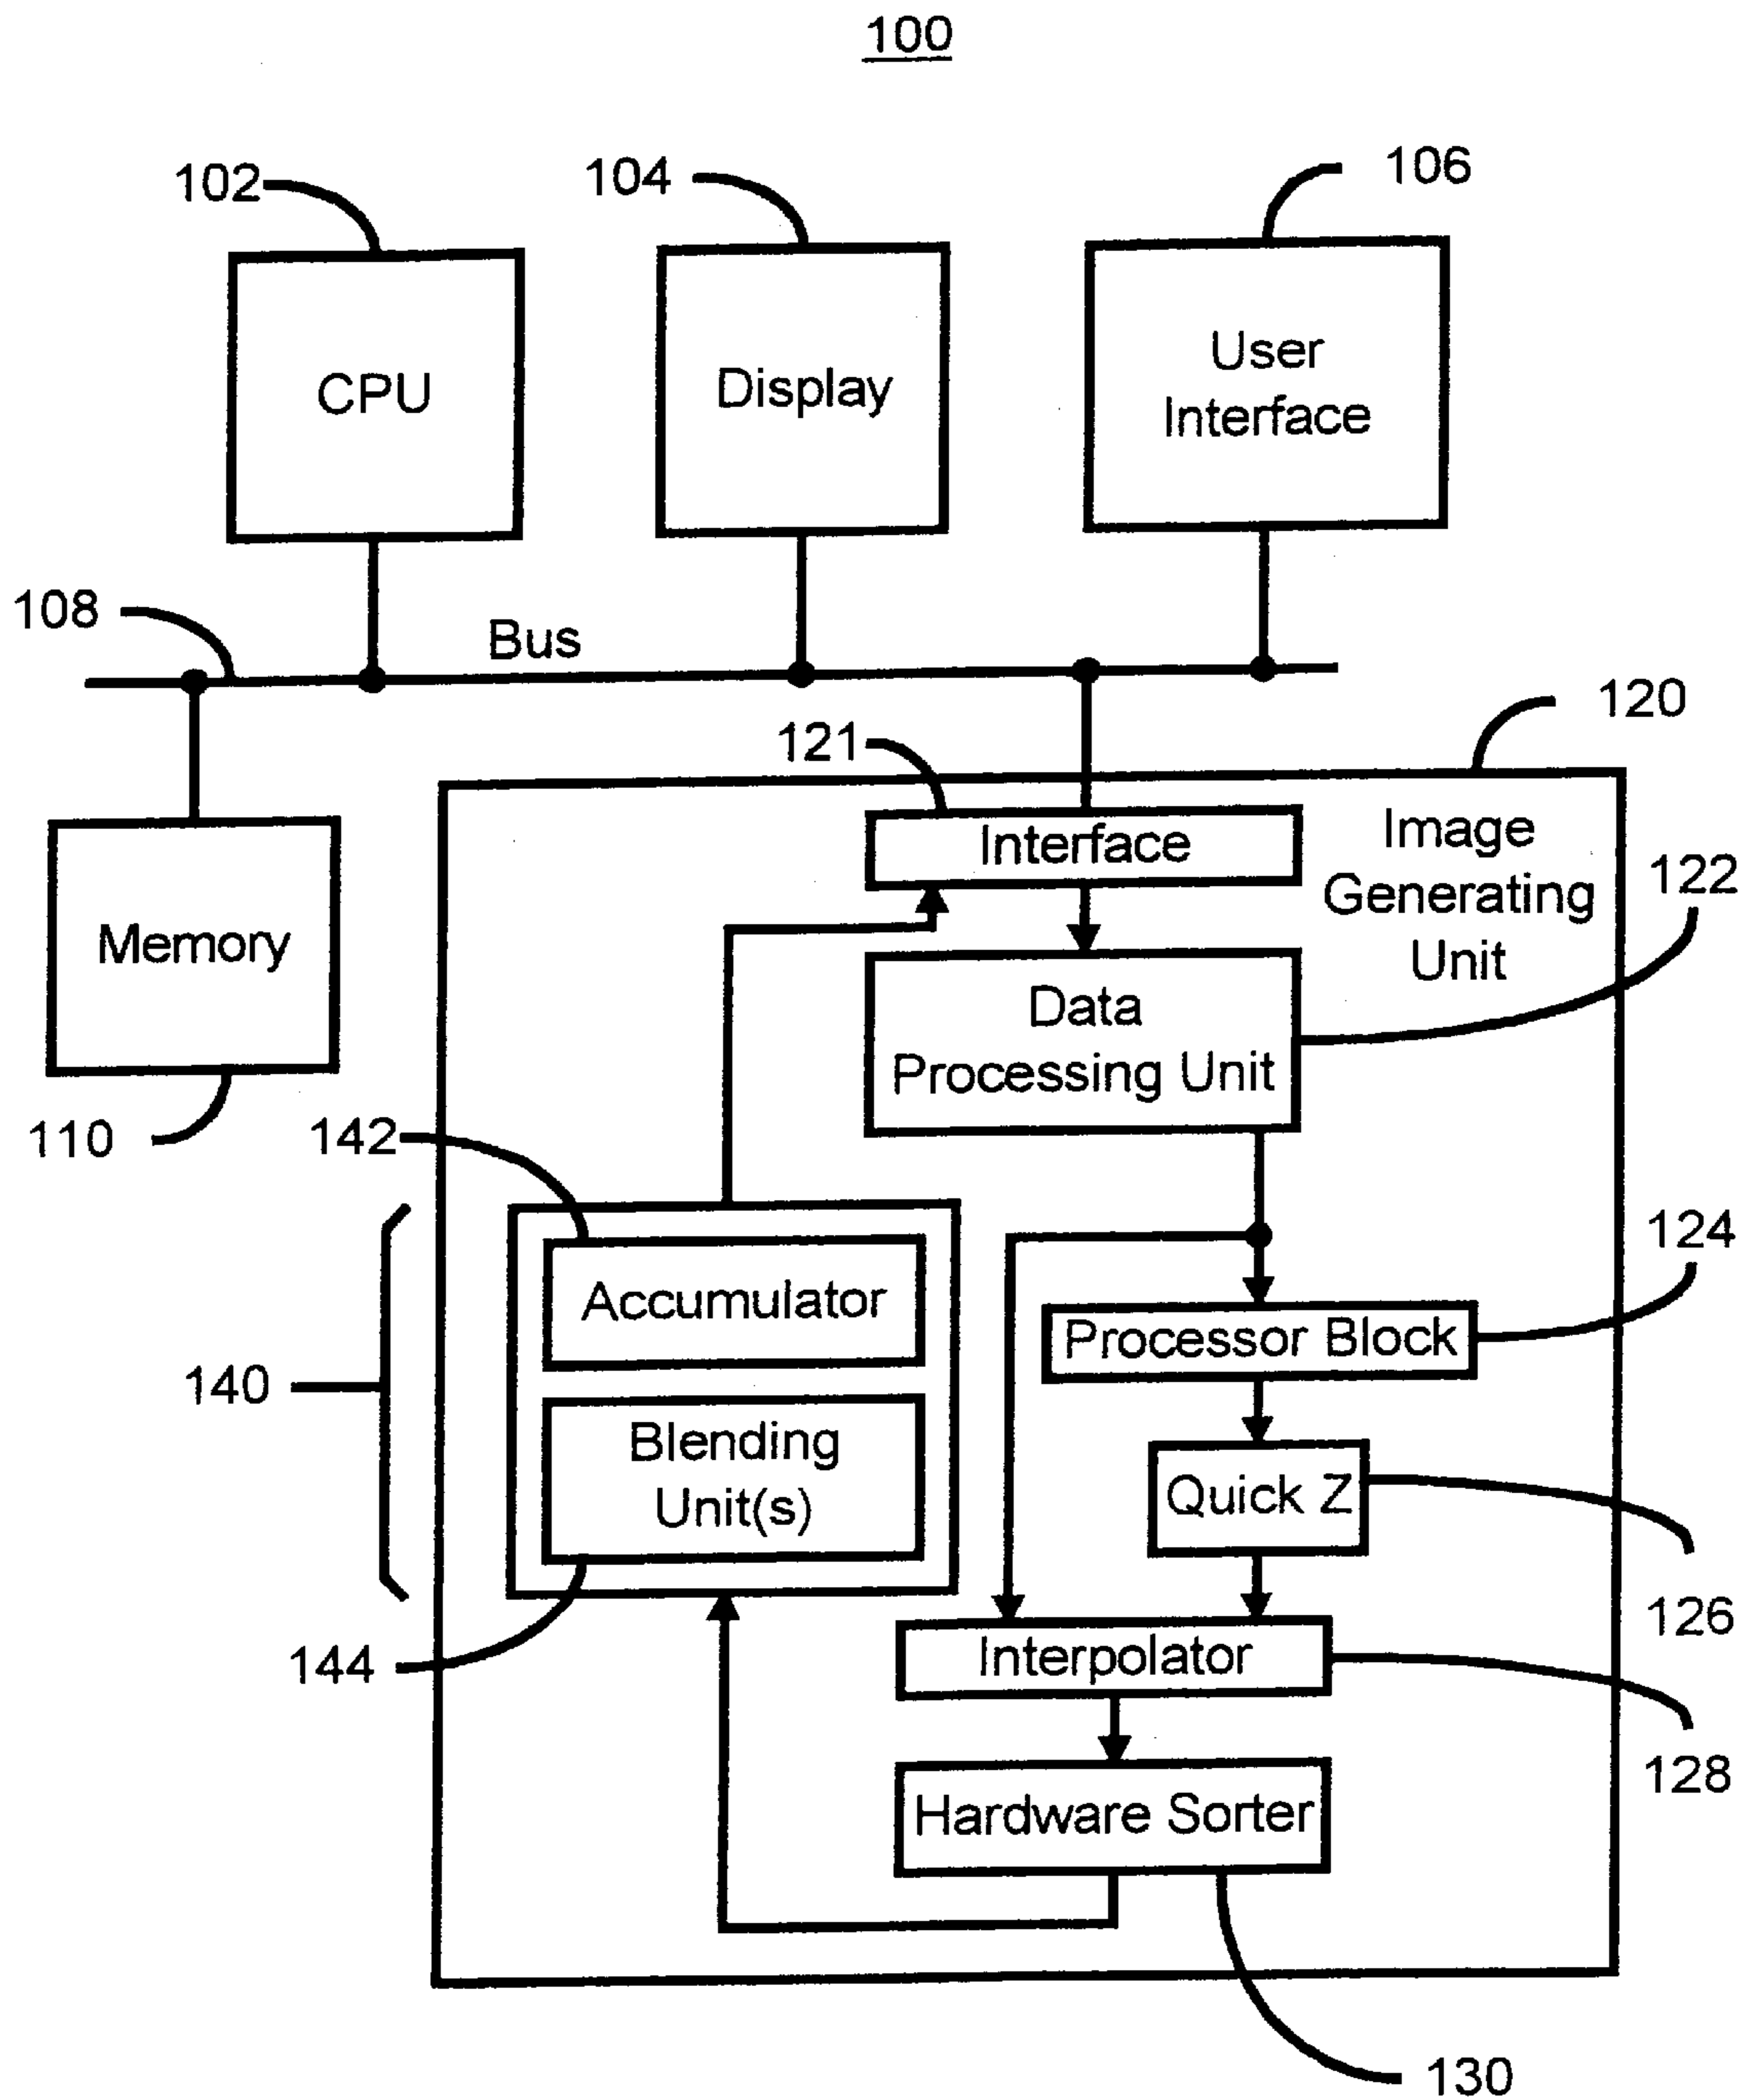 100
102
104
106
CPU
Display
User
Interface
108
Bus
120
121
Interface
Image
Generating
Unit
122
Memory
Data
Processing Unit
110
142
124
Accumulator
Processor Block
140
Blending
Unit(s)
Quick Z
126
144
Interpolator
128
Hardware Sorter
130